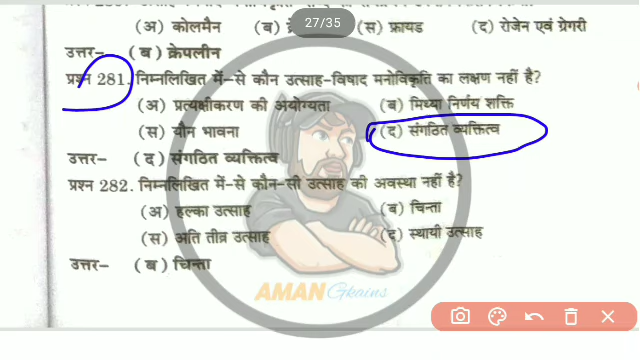 (अ) कोलमैन (ब) 27/35 (स) फ्रायड (द) रोजेन एवं ग्रेगरी
उत्तर– (ब) क्रेपलीन
प्रश्न 281. निम्नलिखित में-से कौन उत्साह-विषाद मनोविकृति का लक्षण नहीं है?
(अ) प्रत्यक्षीकरण की अयोग्यता (ब) मिथ्या निर्णय शक्ति
(स) यौन भावना (द) संगठित व्यक्तित्व
उत्तर– (द) संगठित व्यक्तित्व
प्रश्न 282. निम्नलिखित में-से कौन-सी उत्साह की अवस्था नहीं है?
(अ) हल्का उत्साह (ब) चिन्ता
(स) अति तीव्र उत्साह (द) स्थायी उत्साह
उत्तर– (ब) चिन्ता
AMAN Gkains